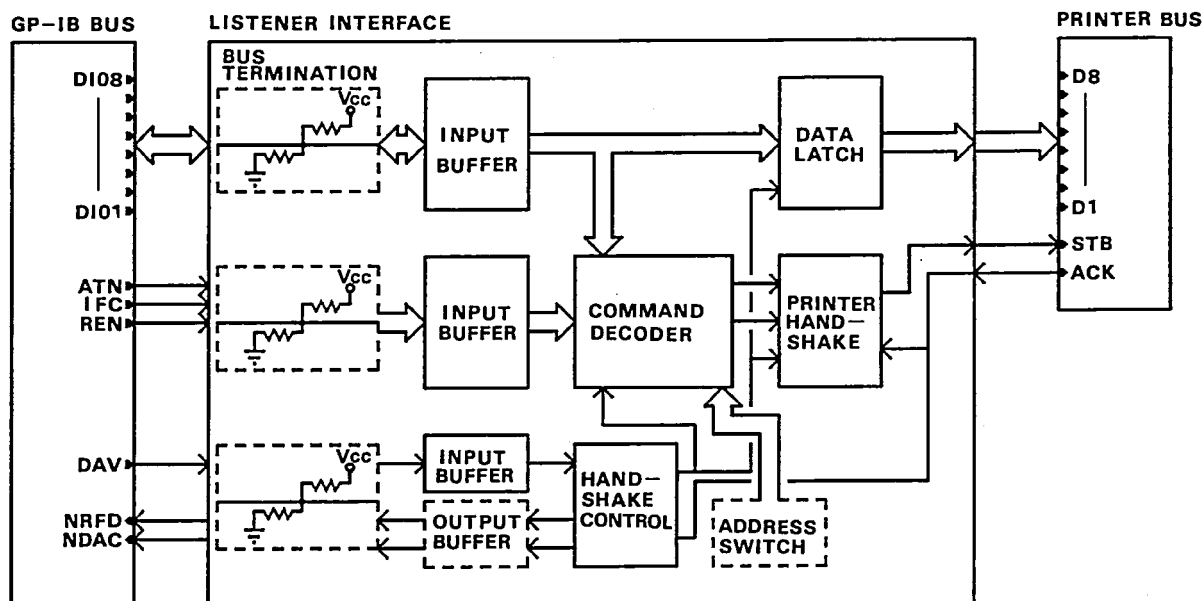 GP-IB BUS
LISTENER INTERFACE
PRINTER BUS
BUS
TERMINATION
DI08
DI01
Vcc
INPUT
BUFFER
DATA
LATCH
D8
D1
STB
ACK
ATN
IFC
REN
Vcc
INPUT
BUFFER
COMMAND
DECODER
PRINTER
HAND-
SHAKE
DAV
NRFD
NDAC
Vcc
INPUT
BUFFER
OUTPUT
BUFFER
HAND-
SHAKE
CONTROL
ADDRESS
SWITCH